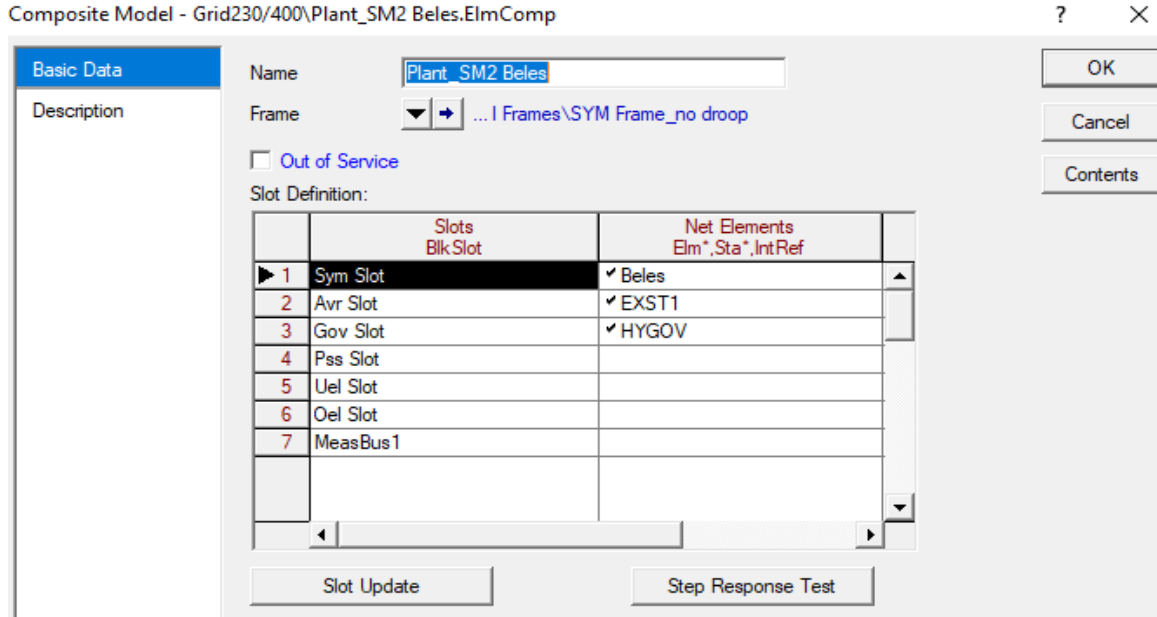 Composite Model - Grid230/400\Plant_SM2 Beles.ElmComp ? ×
Basic Data
Description
Name Plant_SM2 Beles
Frame ... l Frames\SYM Frame_no droop
Out of Service
Slot Definition:
Slots Net Elements
BlkSlot Elm*,Sta*,IntRef
1 Sym Slot Beles
2 Avr Slot EXST1
3 Gov Slot HYGOV
4 Pss Slot
5 Uel Slot
6 Oel Slot
7 MeasBus1
Slot Update Step Response Test
OK
Cancel
Contents